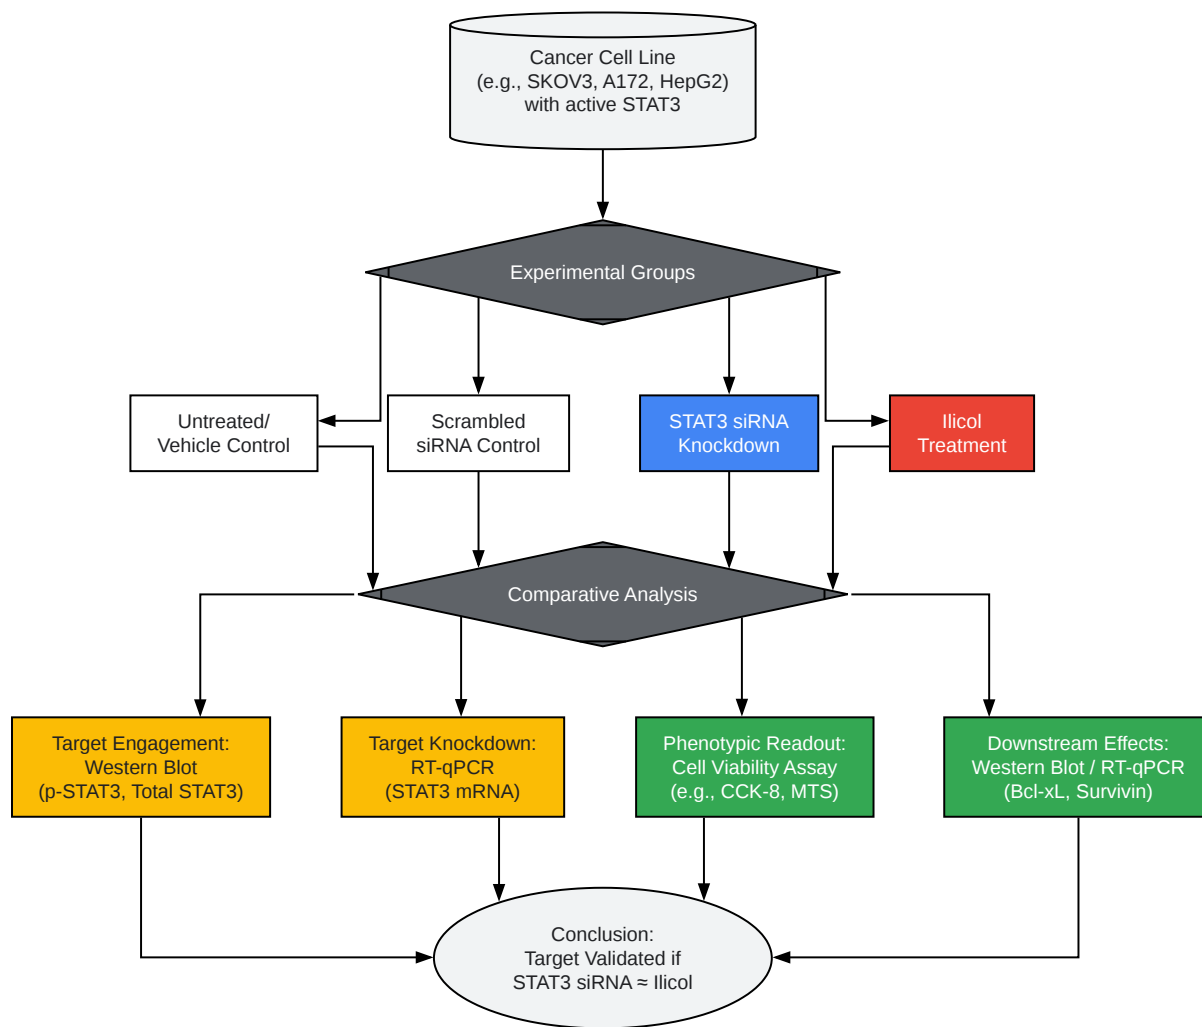 Cancer Cell Line
(e.g., SKOV3, A172, HepG2)
with active STAT3
Experimental Groups
Untreated/
Vehicle Control
Scrambled
siRNA Control
STAT3 siRNA
Knockdown
Ilicol
Treatment
Comparative Analysis
Target Engagement:
Western Blot
(p-STAT3, Total STAT3)
Target Knockdown:
RT-qPCR
(STAT3 mRNA)
Phenotypic Readout:
Cell Viability Assay
(e.g., CCK-8, MTS)
Downstream Effects:
Western Blot / RT-qPCR
(Bcl-xL, Survivin)
Conclusion:
Target Validated if
STAT3 siRNA ≈ Ilicol